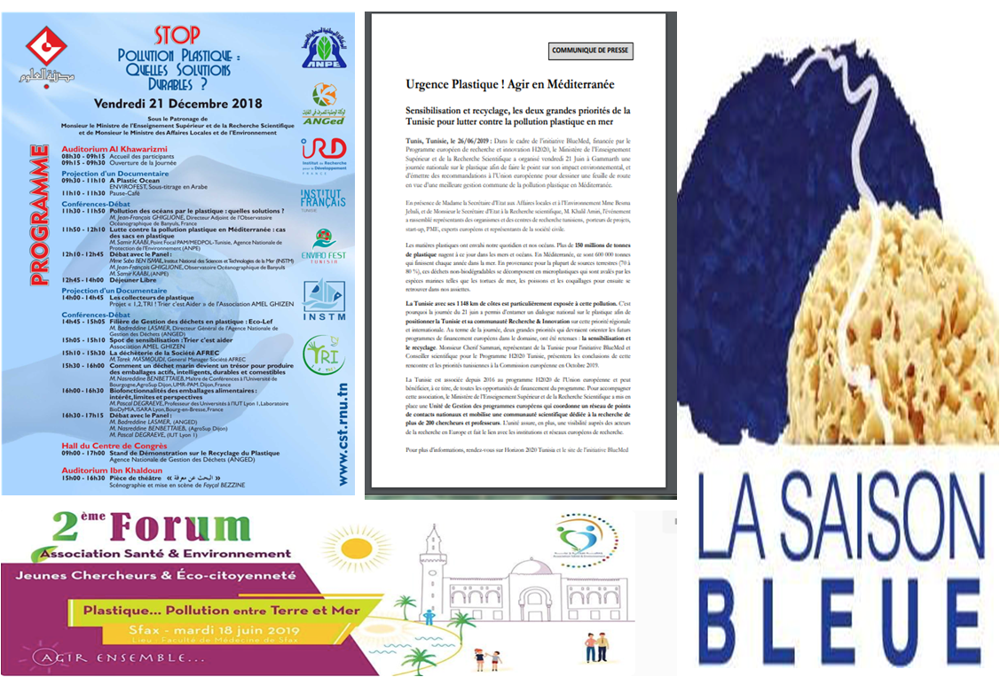 STOP
POLLUTION PLASTIQUE :
QUELLES SOLUTIONS
DURABLES ?
Vendredi 21 Décembre 2018
Sous le Patronage de
Monsieur le Ministre de l'Enseignement Supérieur et de la Recherche Scientifique
et de Monsieur le Ministre des Affaires Locales et de l'Environnement
PROGRAMME
Auditorium Al Khawarizmi
08h30 - 09h15 Accueil des participants
09h15 - 09h30 Ouverture de la Journée
Projection d'un Documentaire
09h30 - 11h10 A Plastic Ocean
ENVIROFEST, Sous-titrage en Arabe
11h10 - 11h30 Pause-Café
Conférences-Débat
11h30 - 11h50 Pollution des océans par le plastique : quelles solutions ?
M. Jean-François GHIGLIONE, Directeur Adjoint de l'Observatoire
Océanographique de Banyuls, France
11h50 - 12h10 Lutte contre la pollution plastique en Méditerranée : cas
des sacs en plastique
M. Samir KAABI, Point Focal PAM/MEDPOL-Tunisie, Agence Nationale de
Protection de l'Environnement (ANPE)
12h10 - 12h45 Débat avec le Panel :
Mme Saba BEN ISMAIL, Institut National des Sciences et Technologies de la Mer (INSTM)
M. Jean-François GHIGLIONE, Observatoire Océanographique de Banyuls
M. Samir KAABI, (ANPE)
12h45 - 14h00 Déjeuner Libre
Projection d'un Documentaire
14h00 - 14h45 Les collecteurs de plastique
Projet « 1,2, TRI ! Trier c'est Aider » de l'Association AMEL GHIZEN
Conférences-Débat
14h45 - 15h05 Filière de Gestion des déchets en plastique : Eco-Lef
M. Badreddine LASMER, Directeur Général de l'Agence Nationale de
Gestion des Déchets (ANGED)
15h05 - 15h10 Spot de sensibilisation : Trier c'est aider
Association AMEL GHIZEN
15h10 - 15h30 La déchèterie de la Société AFREC
M. Tarek MASMOUDI, General Manager Société AFREC
15h30 - 16h00 Comment un déchet marin devient un trésor pour produire
des emballages actifs, intelligents, durables et comestibles
M. Nasreddine BENBETTAIEB, Maître de Conférences à l'Université de
Bourgogne, AgroSup Dijon, UMR-PAM, Dijon, France
16h00 - 16h30 Biofonctionnalités des emballages alimentaires :
intérêt, limites et perspectives
M. Pascal DEGRAEVE, Professeur des Universités à l'IUT Lyon 1, Laboratoire
BioDyMIA, ISARA Lyon, Bourg-en-Bresse, France
16h30 - 17h15 Débat avec le Panel :
M. Badreddine LASMER, (ANGED)
M. Nasreddine BENBETTAIEB, (AgroSup Dijon)
M. Pascal DEGRAEVE, (IUT Lyon 1)
Hall du Centre de Congrès
09h00 - 17h00 Stand de Démonstration sur le Recyclage du Plastique
Agence Nationale de Gestion des Déchets (ANGED)
Auditorium Ibn Khaldoun
15h00 - 16h30 Pièce de théâtre « البحث عن معرفة »
Scénographie et mise en scène de Fayçal BEZZINE
مدينة العلوم
ANPE
ANGed
iRD
Institut de Recherche
pour le Développement
FRANCE
INSTITUT
FRANÇAIS
TUNISIE
ENVIRO FEST
TUNISIA
INSTM
TRI
www.cst.rnu.tn
COMMUNIQUE DE PRESSE
Urgence Plastique ! Agir en Méditerranée
Sensibilisation et recyclage, les deux grandes priorités de la
Tunisie pour lutter contre la pollution plastique en mer
Tunis, Tunisie, le 26/06/2019 : Dans le cadre de l'initiative BlueMed, financée par le
Programme européen de recherche et innovation H2020, le Ministère de l'Enseignement
Supérieur et de la Recherche Scientifique a organisé vendredi 21 Juin à Gammarth une
journée nationale sur le plastique afin de faire le point sur son impact environnemental, et
d'émettre des recommandations à l'Union européenne pour dessiner une feuille de route
en vue d'une meilleure gestion commune de la pollution plastique en Méditerranée.
En présence de Madame la Secrétaire d'Etat aux Affaires locales et à l'Environnement Mme Besma
Jebali, et de Monsieur le Secrétaire d'Etat à la Recherche scientifique, M. Khalil Amiri, l'événement
a rassemblé représentants des organismes et des centres de recherche tunisiens, porteurs de projets,
start-up, PME, experts européens et représentants de la société civile.
Les matières plastiques ont envahi notre quotidien et nos océans. Plus de 150 millions de tonnes
de plastique nagent à ce jour dans les mers et océans. En Méditerranée, ce sont 600 000 tonnes
qui finissent chaque année dans la mer. En provenance pour la plupart de sources terrestres (70 à
80 %), ces déchets non-biodégradables se décomposent en microplastiques qui sont avalés par les
espèces marines telles que les tortues de mer, les poissons et les coquillages pour ensuite se
retrouver dans nos assiettes.
La Tunisie avec ses 1 148 km de côtes est particulièrement exposée à cette pollution. C'est
pourquoi la journée du 21 juin a permis d'entamer un dialogue national sur le plastique afin de
positionner la Tunisie et sa communauté Recherche & Innovation sur cette priorité régionale
et internationale. Au terme de la journée, deux grandes priorités qui devraient orienter les futurs
programmes de financement européens dans le domaine, ont été retenues : la sensibilisation et
le recyclage. Monsieur Cherif Samman, représentant de la Tunisie pour l'initiative BlueMed et
Conseiller scientifique pour le Programme H2020 Tunisie, présentera les conclusions de cette
rencontre et les priorités tunisiennes à la Commission européenne en Octobre 2019.
La Tunisie est associée depuis 2016 au programme H2020 de l'Union européenne et peut
bénéficier, à ce titre, de toutes les opportunités de financement du programme. Pour accompagner
cette association, le Ministère de l'Enseignement Supérieur et de la Recherche Scientifique a mis en
place une Unité de Gestion des programmes européens qui coordonne un réseau de points
de contacts nationaux et mobilise une communauté scientifique dédiée à la recherche de
plus de 200 chercheurs et professeurs. L'unité assure, en plus, une visibilité auprès des acteurs
de la recherche en Europe et fait le lien avec les institutions et réseaux européens de recherche.
Pour plus d'informations, rendez-vous sur Horizon 2020 Tunisia et le site de l'initiative BlueMed
LA SAISON
BLEUE
2ème Forum
Association Santé & Environnement
Jeunes Chercheurs & Éco-citoyenneté
Plastique... Pollution entre Terre et Mer
Sfax - mardi 18 juin 2019
Lieu - Faculté de Médecine de Sfax
AGIR ENSEMBLE...